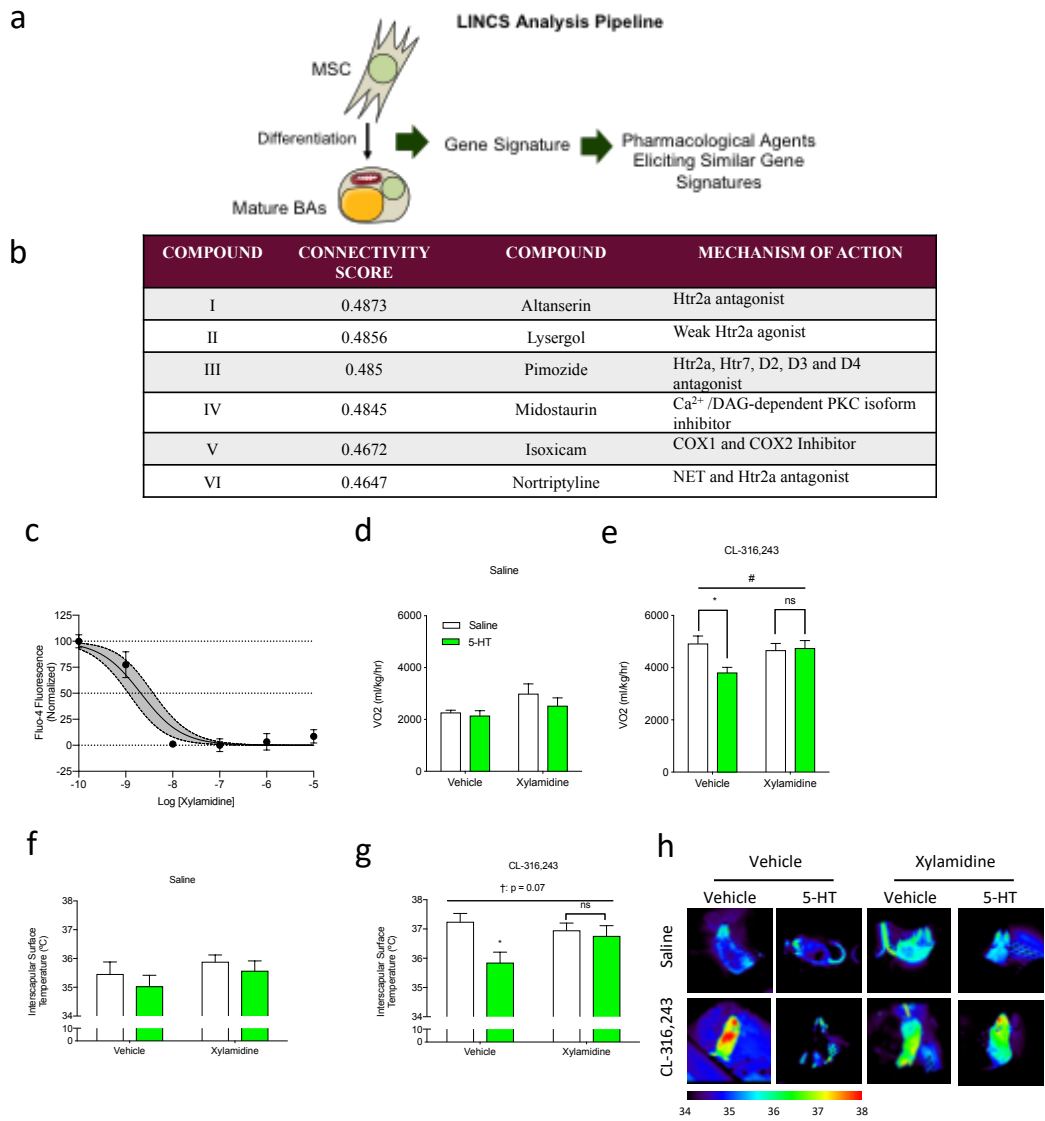 a
LINCS Analysis Pipeline
MSC
Differentiation
Gene Signature
Pharmacological Agents
Eliciting Similar Gene
Signatures
Mature BAs
b
COMPOUND CONNECTIVITY SCORE COMPOUND MECHANISM OF ACTION
I 0.4873 Altanserin Htr2a antagonist
II 0.4856 Lysergol Weak Htr2a agonist
III 0.485 Pimozide Htr2a, Htr7, D2, D3 and D4 antagonist
IV 0.4845 Midostaurin Ca²⁺ /DAG-dependent PKC isoform inhibitor
V 0.4672 Isoxicam COX1 and COX2 Inhibitor
VI 0.4647 Nortriptyline NET and Htr2a antagonist
c
Fluo-4 Fluorescence
(Normalized)
125
100
75
50
25
0
-25
-10 -9 -8 -7 -6 -5
Log [Xylamidine]
d
Saline
VO2 (ml/kg/hr)
6000
4000
2000
0
Saline
5-HT
Vehicle Xylamidine
e
CL-316,243
#
* ns
VO2 (ml/kg/hr)
6000
4000
2000
0
Vehicle Xylamidine
f
Saline
Interscapular Surface
Temperature (ºC)
38
37
36
35
34
10
0
Vehicle Xylamidine
g
CL-316,243
†: p = 0.07
ns
*
Interscapular Surface
Temperature (ºC)
38
37
36
35
34
10
0
Vehicle Xylamidine
h
Vehicle Xylamidine
Vehicle 5-HT Vehicle 5-HT
Saline
CL-316,243
34 35 36 37 38